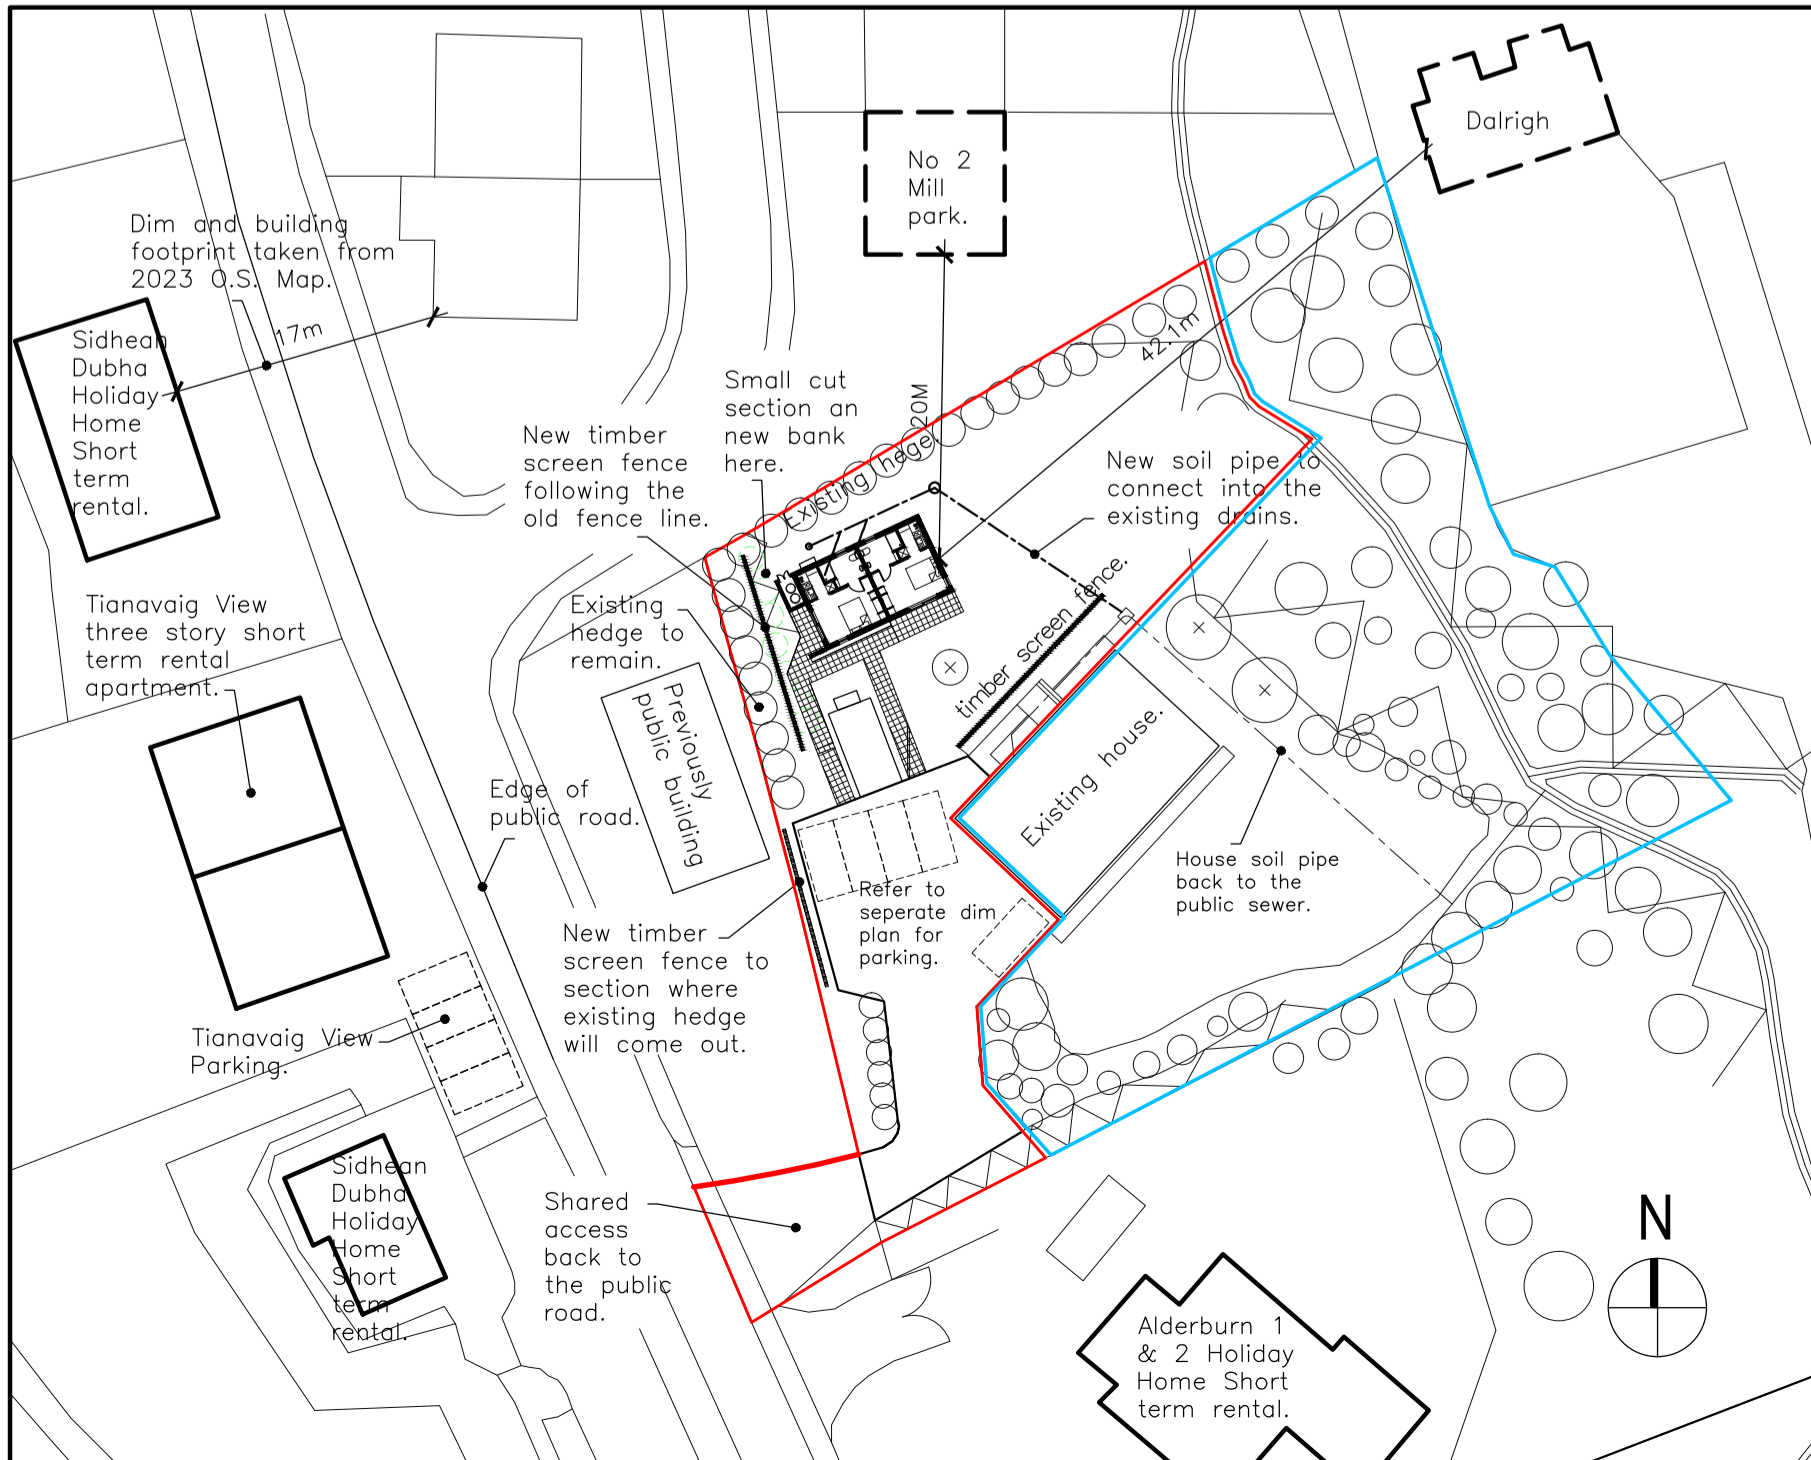 Dalrigh
No 2
Mill
park.
Dim and building
footprint taken from
2023 O.S. Map.
17m
42.1m
20M
Sidhean
Dubha
Holiday
Home
Short
term
rental.
Small cut
section an
new bank
here.
New timber
screen fence
following the
old fence line.
Existing hege.
New soil pipe to
connect into the
existing drains.
Tianavaig View
three story short
term rental
apartment.
Existing
hedge to
remain.
timber screen fence.
Previously
public building
Existing house.
Edge of
public road.
House soil pipe
back to the
public sewer.
Refer to
seperate dim
plan for
parking.
New timber
screen fence to
section where
existing hedge
will come out.
Tianavaig View
Parking.
Sidhean
Dubha
Holiday
Home
Short
term
rental.
Shared
access
back to
the public
road.
N
Alderburn 1
& 2 Holiday
Home Short
term rental.